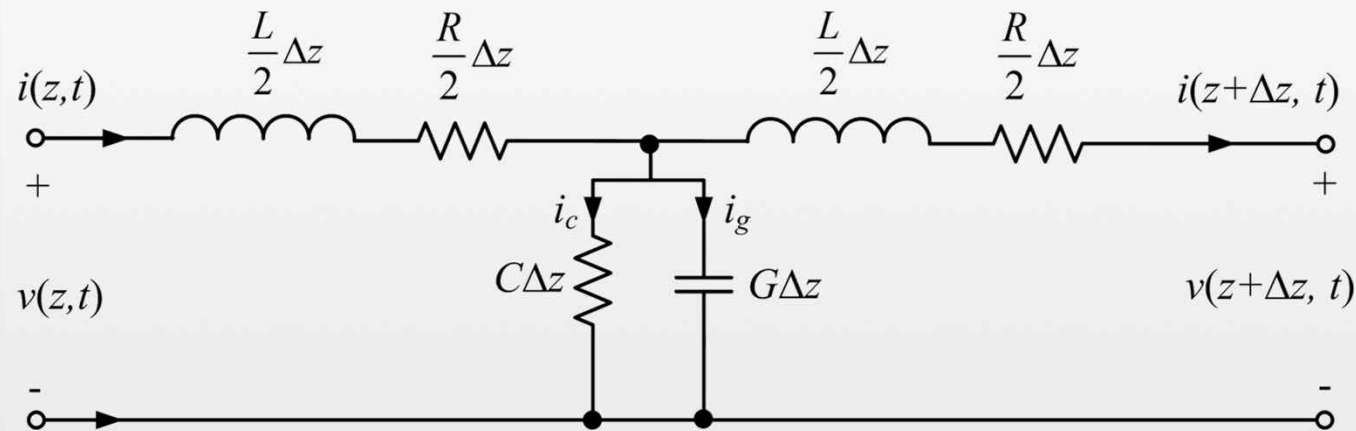 L/2 Δz
R/2 Δz
L/2 Δz
R/2 Δz
i(z,t)
i(z+Δz, t)
+
+
i_c
i_g
CΔz
GΔz
v(z,t)
v(z+Δz, t)
-
-